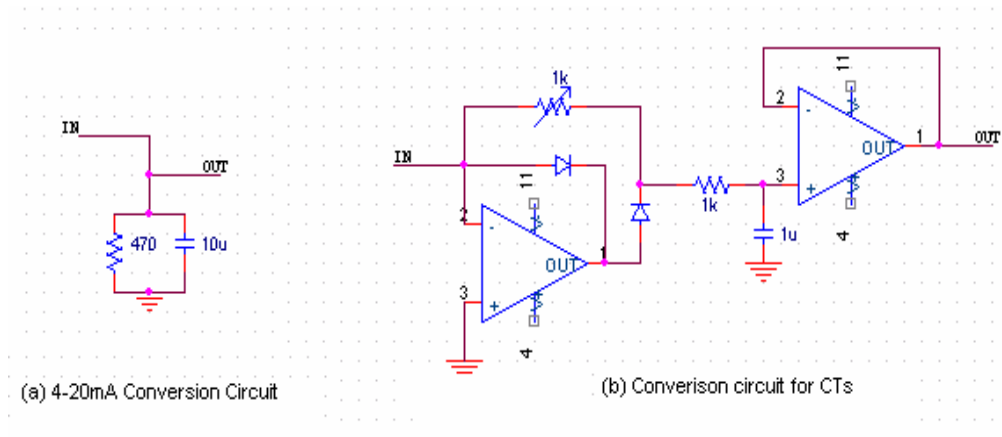 IN
OUT
470
10u
(a) 4-20mA Conversion Circuit
1k
IN
11
2
-
OUT
1
3
+
4
1k
1u
11
2
-
OUT
1
OUT
3
+
4
(b) Converison circuit for CTs